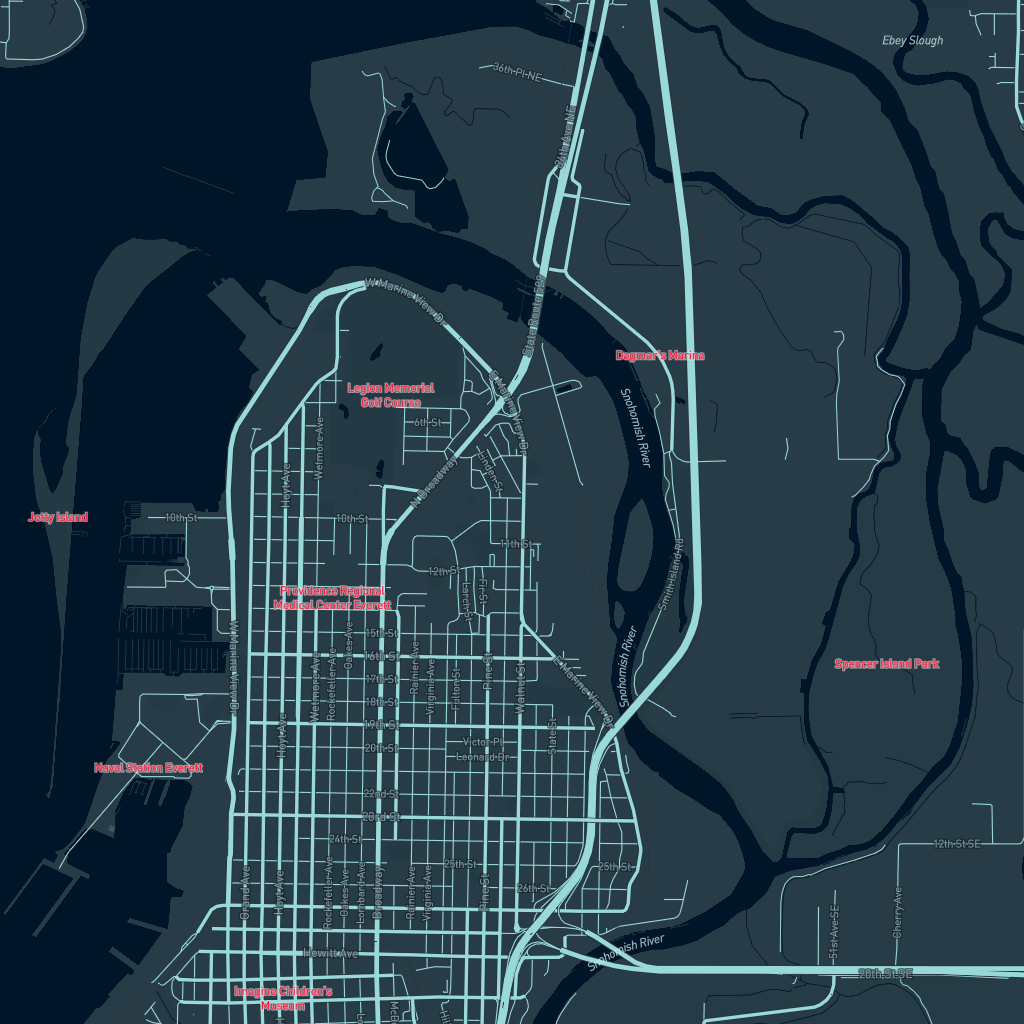 Ebey Slough
36th Pl NE
36th Ave NE
State Route 529
W Marine View Dr
Dagmar's Marina
Legion Memorial
Golf Course
E Marine View Dr
Snohomish River
6th St
Wetmore Ave
Hoyt Ave
Linden St
N Broadway
Jetty Island
10th St
10th St
11th St
12th St
Smith Island Rd
Providence Regional
Medical Center Everett
Larch St
Fir St
15th St
16th St
17th St
18th St
19th St
20th St
22nd St
23rd St
24th St
25th St
25th St
26th St
W Marine View Dr
Oakes Ave
Rockefeller Ave
Wetmore Ave
Rainier Ave
Virginia Ave
Fulton St
Pine St
Walnut St
E Marine View Dr
Snohomish River
Spencer Island Park
Hoyt Ave
State St
Victor Pl
Leonard Dr
Naval Station Everett
12th St SE
Grand Ave
Hoyt Ave
Rockefeller Ave
Oakes Ave
Lombard Ave
Broadway
Rainier Ave
Virginia Ave
Pine St
Cherry Ave
51st Ave SE
Hewitt Ave
Snohomish River
20th St SE
Imagine Children's
Museum